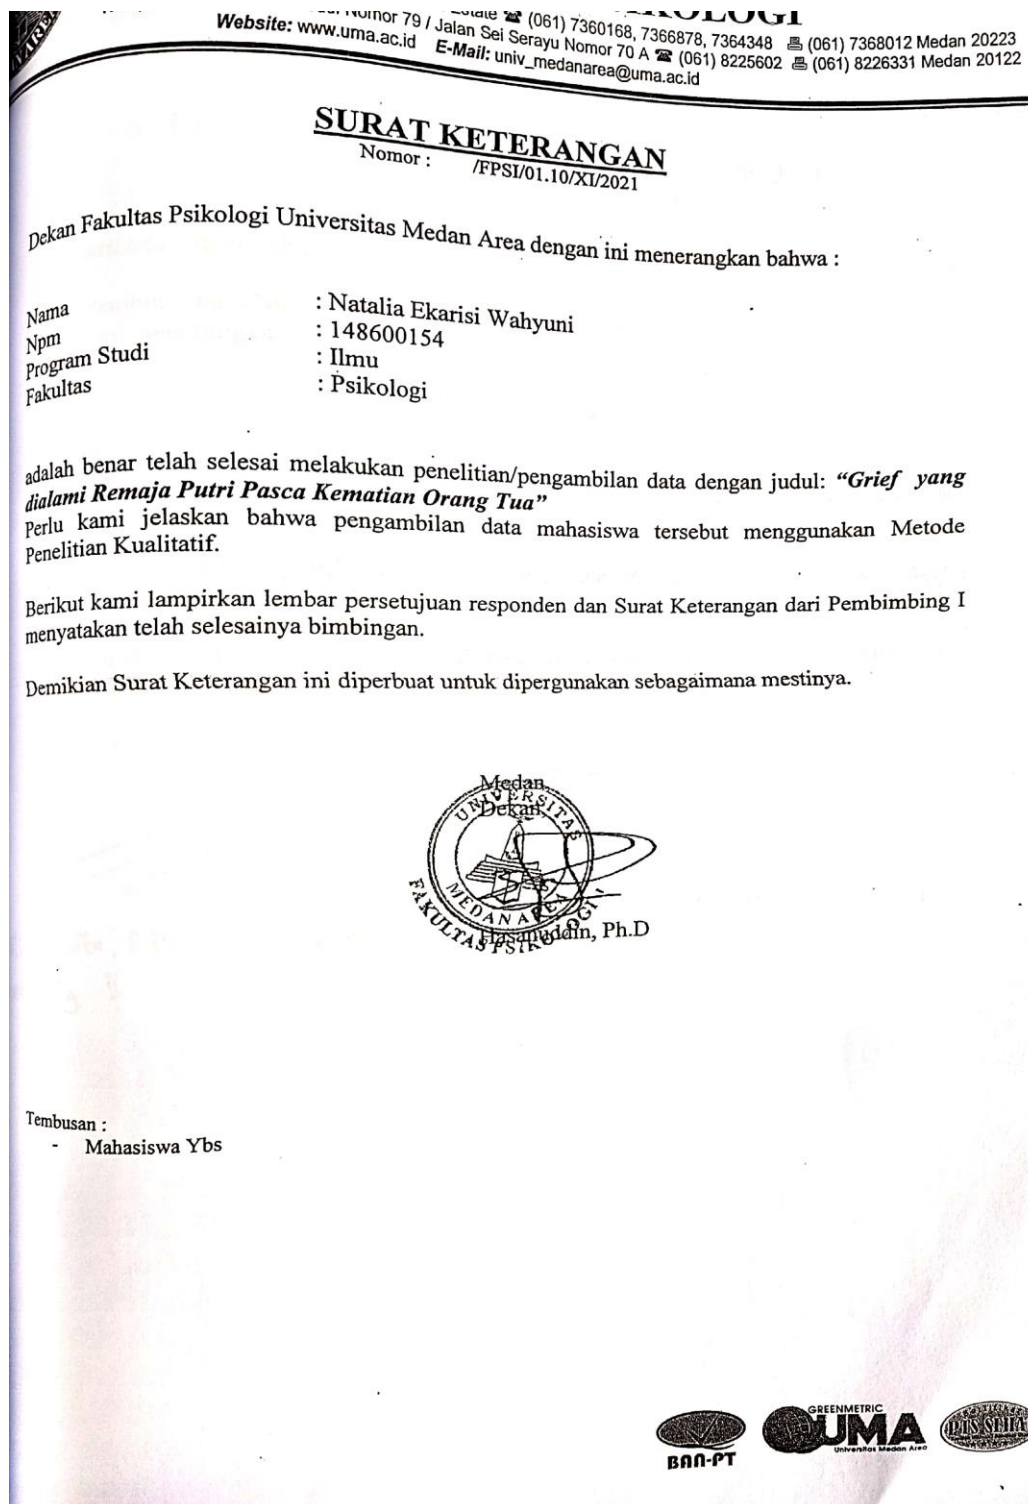 Nomor 79 / Jalan Sei Serayu Nomor 70 A ☎ (061) 8225602 🖷 (061) 8226331 Medan 20122
Estate ☎ (061) 7360168, 7366878, 7364348 🖷 (061) 7368012 Medan 20223
Website: www.uma.ac.id E-Mail: univ_medanarea@uma.ac.id
SURAT KETERANGAN
Nomor : /FPSI/01.10/XI/2021
Dekan Fakultas Psikologi Universitas Medan Area dengan ini menerangkan bahwa :
Nama : Natalia Ekarisi Wahyuni
Npm : 148600154
Program Studi : Ilmu
Fakultas : Psikologi
adalah benar telah selesai melakukan penelitian/pengambilan data dengan judul: “Grief yang
dialami Remaja Putri Pasca Kematian Orang Tua”
Perlu kami jelaskan bahwa pengambilan data mahasiswa tersebut menggunakan Metode
Penelitian Kualitatif.
Berikut kami lampirkan lembar persetujuan responden dan Surat Keterangan dari Pembimbing I
menyatakan telah selesainya bimbingan.
Demikian Surat Keterangan ini diperbuat untuk dipergunakan sebagaimana mestinya.
Medan,
Dekan,
UNIVERSITAS
MEDAN AREA
FAKULTAS PSIKOLOGI
Hasanuddin, Ph.D
Tembusan :
- Mahasiswa Ybs
BAN-PT
GREENMETRIC
UMA
Universitas Medan Area